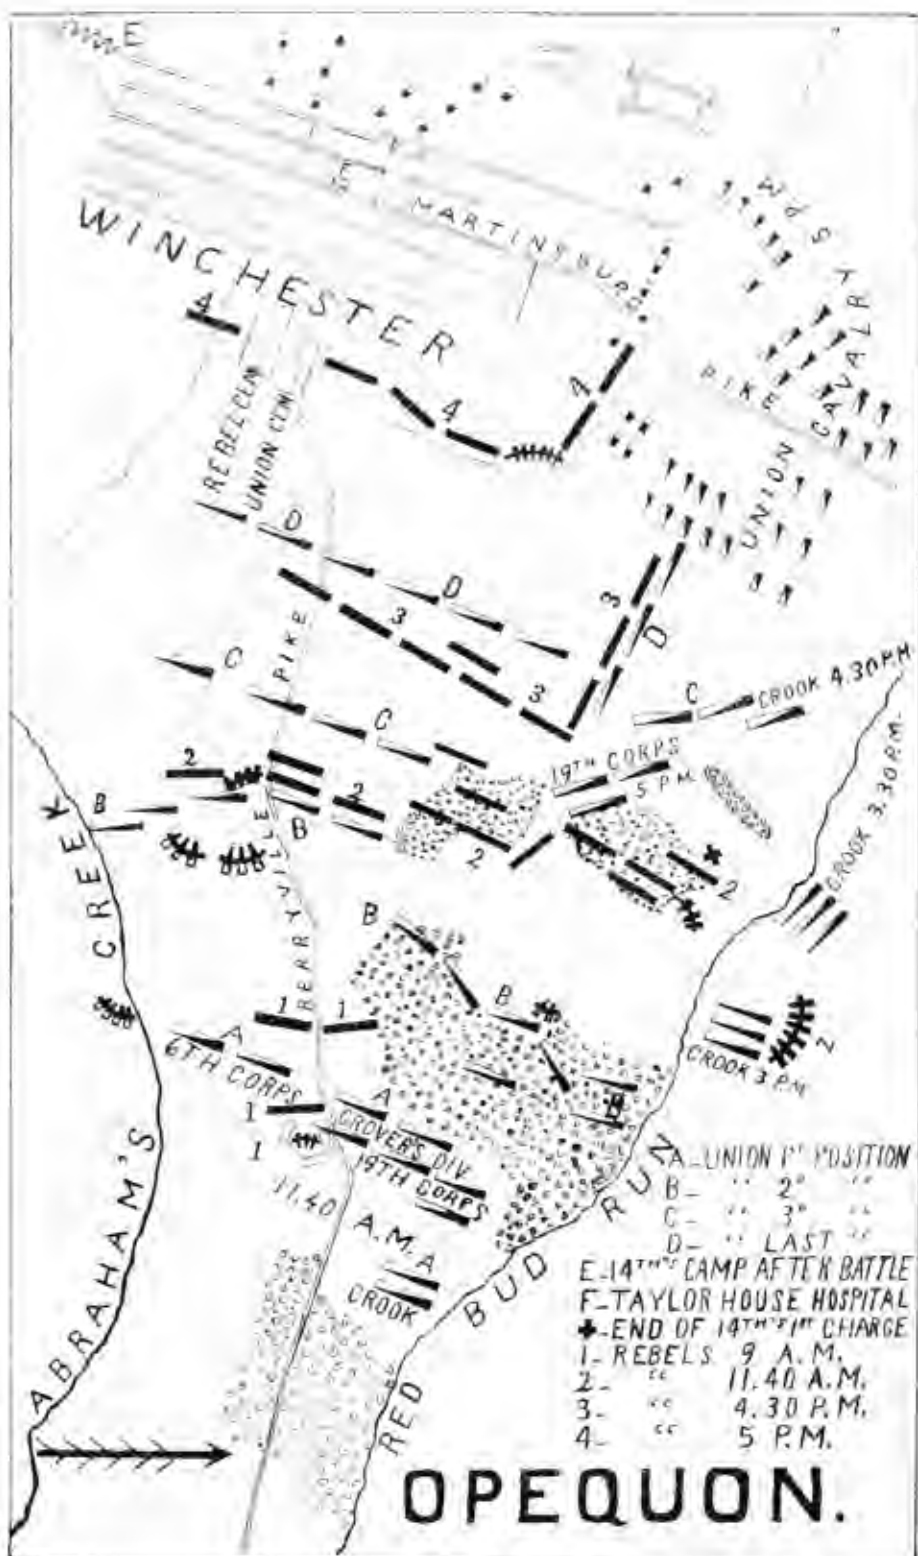 E
WINCHESTER
MARTINSBURG
PIKE
W&SP.M.
UNION CAVALRY
4
4
4
REBEL CEM
UNION CEM
D
D
3
3
3
D
C
C
C
CROOK 4.30 P.M.
19TH CORPS
5 P.M.
CROOK 3.30 P.M.
BERRYVILLE PIKE
2
2
2
2
B
B
B
B
1
1
A
6TH CORPS
1
A
GROVER'S DIV
19TH CORPS
1
11.40
A.M. A
CROOK
CROOK 3 P.M
2
ABRAHAM'S CREEK
RED BUD RUN
A-UNION 1ST POSITION
B- " 2D "
C- " 3D "
D- " LAST "
E-14TH'S CAMP AFTER BATTLE
F-TAYLOR HOUSE HOSPITAL
✚-END OF 14TH'S 1ST CHARGE
1- REBELS 9 A.M.
2- " 11.40 A.M.
3- " 4.30 P.M.
4- " 5 P.M.
OPEQUON.